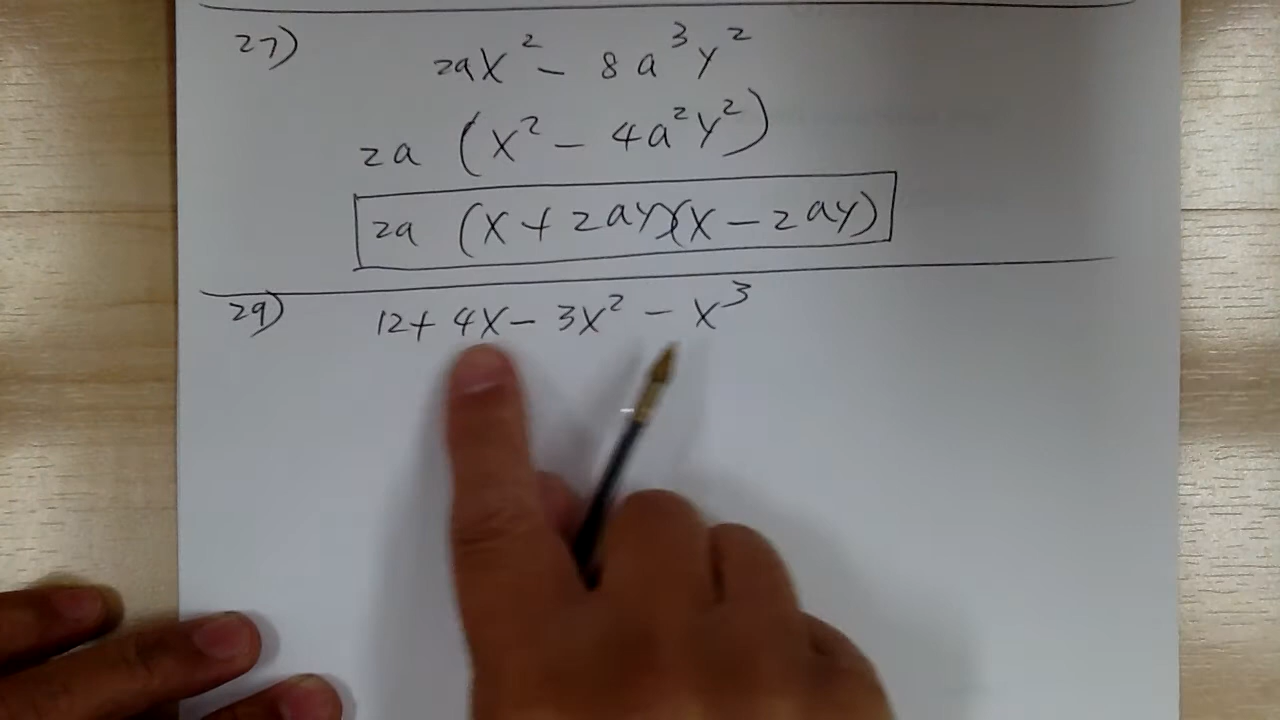 27) 2ax² - 8a³y²
2a (x² - 4a²y²)
2a (x + 2ay)(x - 2ay)
29) 12 + 4x - 3x² - x³